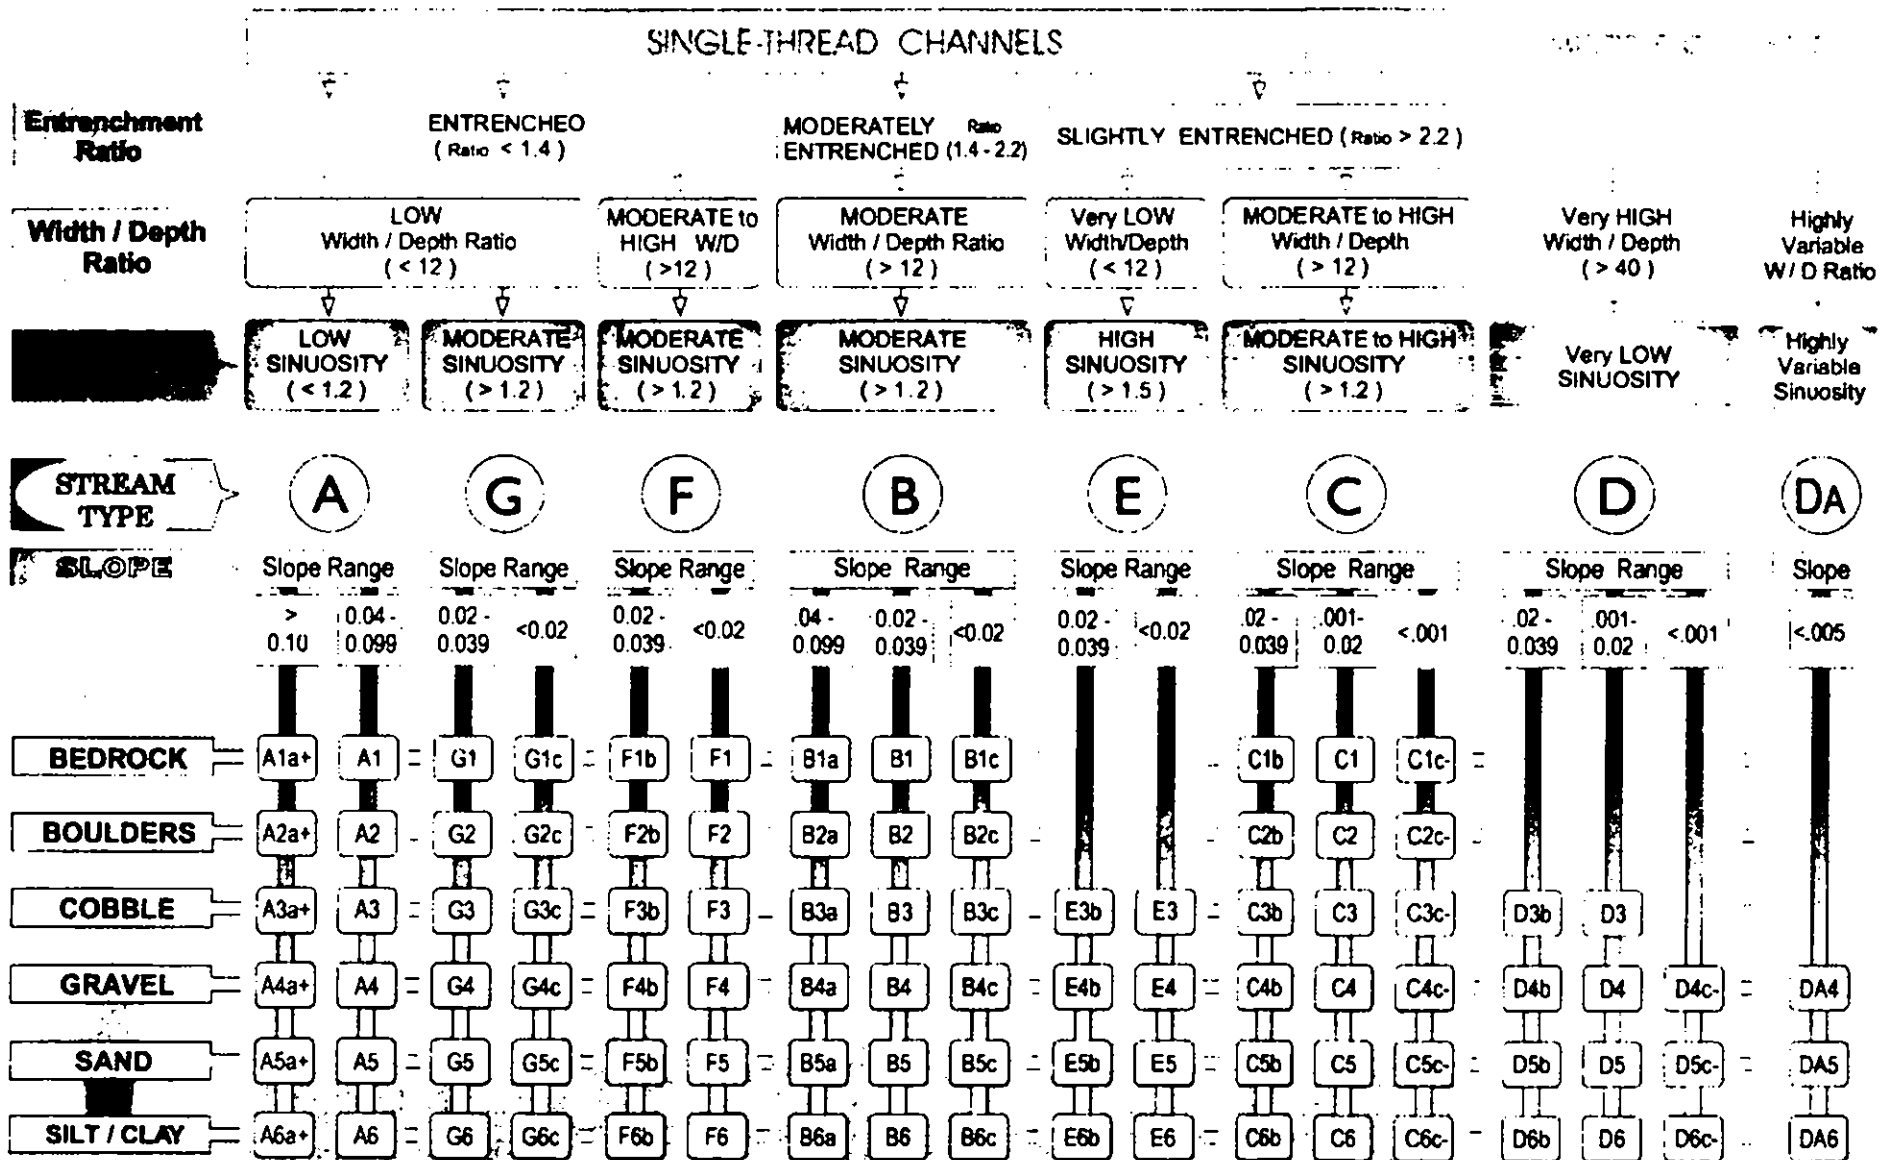 SINGLE-THREAD CHANNELS
Entrenchment
Ratio
ENTRENCHEO
( Ratio < 1.4 )
MODERATELY Ratio
ENTRENCHED (1.4 - 2.2)
SLIGHTLY ENTRENCHED ( Ratio > 2.2 )
Width / Depth
Ratio
LOW
Width / Depth Ratio
( < 12 )
MODERATE to
HIGH W/D
( >12 )
MODERATE
Width / Depth Ratio
( > 12 )
Very LOW
Width/Depth
( < 12 )
MODERATE to HIGH
Width / Depth
( > 12 )
Very HIGH
Width / Depth
( > 40 )
Highly
Variable
W / D Ratio
LOW
SINUOSITY
( < 1.2 )
MODERATE
SINUOSITY
( > 1.2 )
MODERATE
SINUOSITY
( > 1.2 )
MODERATE
SINUOSITY
( > 1.2 )
HIGH
SINUOSITY
( > 1.5 )
MODERATE to HIGH
SINUOSITY
( > 1.2 )
Very LOW
SINUOSITY
Highly
Variable
Sinuosity
STREAM
TYPE
A G F B E C D DA
SLOPE
Slope Range Slope Range Slope Range Slope Range Slope Range Slope Range Slope Range Slope
> 0.10
0.04 - 0.099
0.02 - 0.039
<0.02
0.02 - 0.039
<0.02
.04 - 0.099
0.02 - 0.039
<0.02
0.02 - 0.039
<0.02
.02 - 0.039
.001- 0.02
<.001
.02 - 0.039
.001- 0.02
<.001
<.005
BEDROCK A1a+ A1 G1 G1c F1b F1 B1a B1 B1c C1b C1 C1c-
BOULDERS A2a+ A2 G2 G2c F2b F2 B2a B2 B2c C2b C2 C2c-
COBBLE A3a+ A3 G3 G3c F3b F3 B3a B3 B3c E3b E3 C3b C3 C3c- D3b D3
GRAVEL A4a+ A4 G4 G4c F4b F4 B4a B4 B4c E4b E4 C4b C4 C4c- D4b D4 D4c- DA4
SAND A5a+ A5 G5 G5c F5b F5 B5a B5 B5c E5b E5 C5b C5 C5c- D5b D5 D5c- DA5
SILT / CLAY A6a+ A6 G6 G6c F6b F6 B6a B6 B6c E6b E6 C6b C6 C6c- D6b D6 D6c- DA6